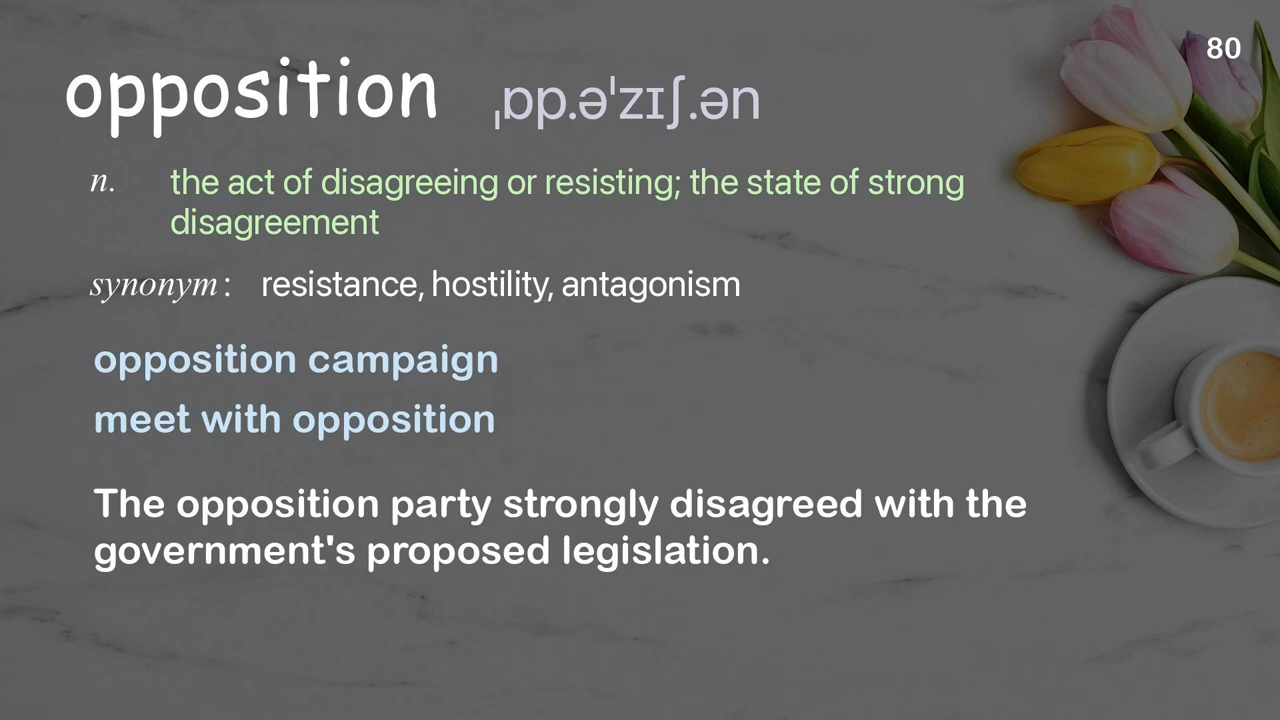 80
opposition ˌɒp.əˈzɪʃ.ən
n. the act of disagreeing or resisting; the state of strong
disagreement
synonym: resistance, hostility, antagonism
opposition campaign
meet with opposition
The opposition party strongly disagreed with the
government's proposed legislation.